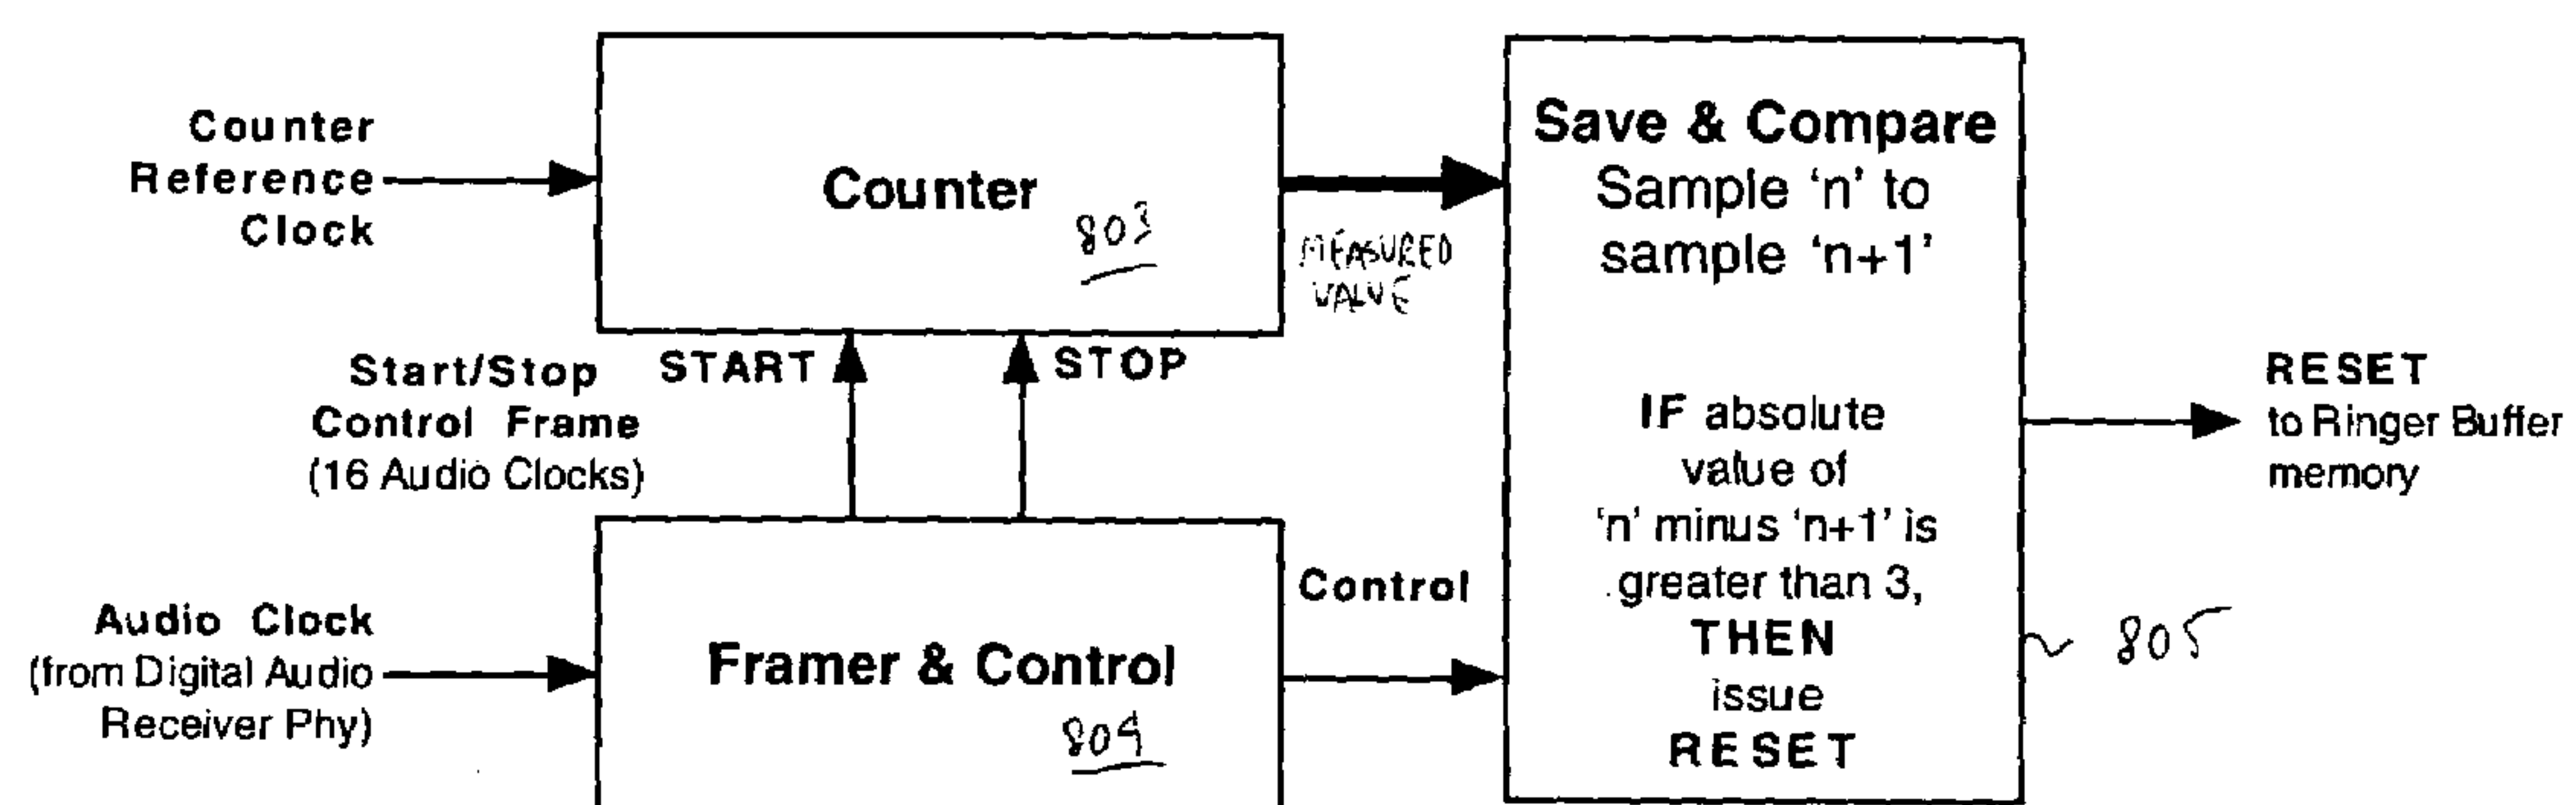 Counter
Reference
Clock
Counter
803
MEASURED
VALUE
Save & Compare
Sample ‘n’ to
sample ‘n+1’
IF absolute
value of
‘n’ minus ‘n+1’ is
greater than 3,
THEN
issue
RESET
805
RESET
to Ringer Buffer
memory
Start/Stop
Control Frame
(16 Audio Clocks)
START
STOP
Audio Clock
(from Digital Audio
Receiver Phy)
Framer & Control
804
Control